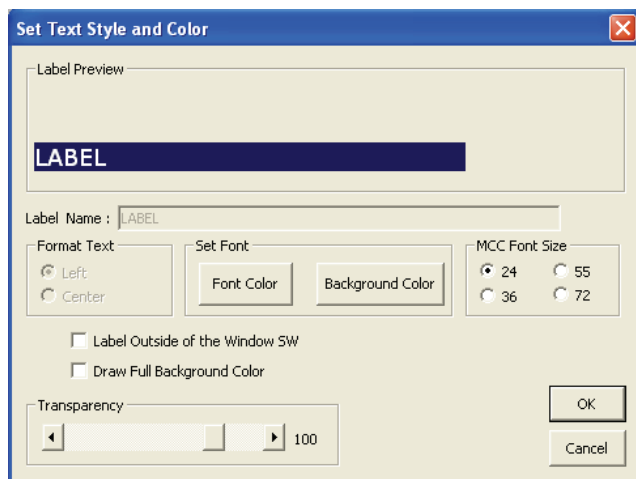 Set Text Style and Color
Label Preview
LABEL
Label Name : LABEL
Format Text
Left
Center
Set Font
Font Color
Background Color
MCC Font Size
24
55
36
72
Label Outside of the Window SW
Draw Full Background Color
Transparency
100
OK
Cancel